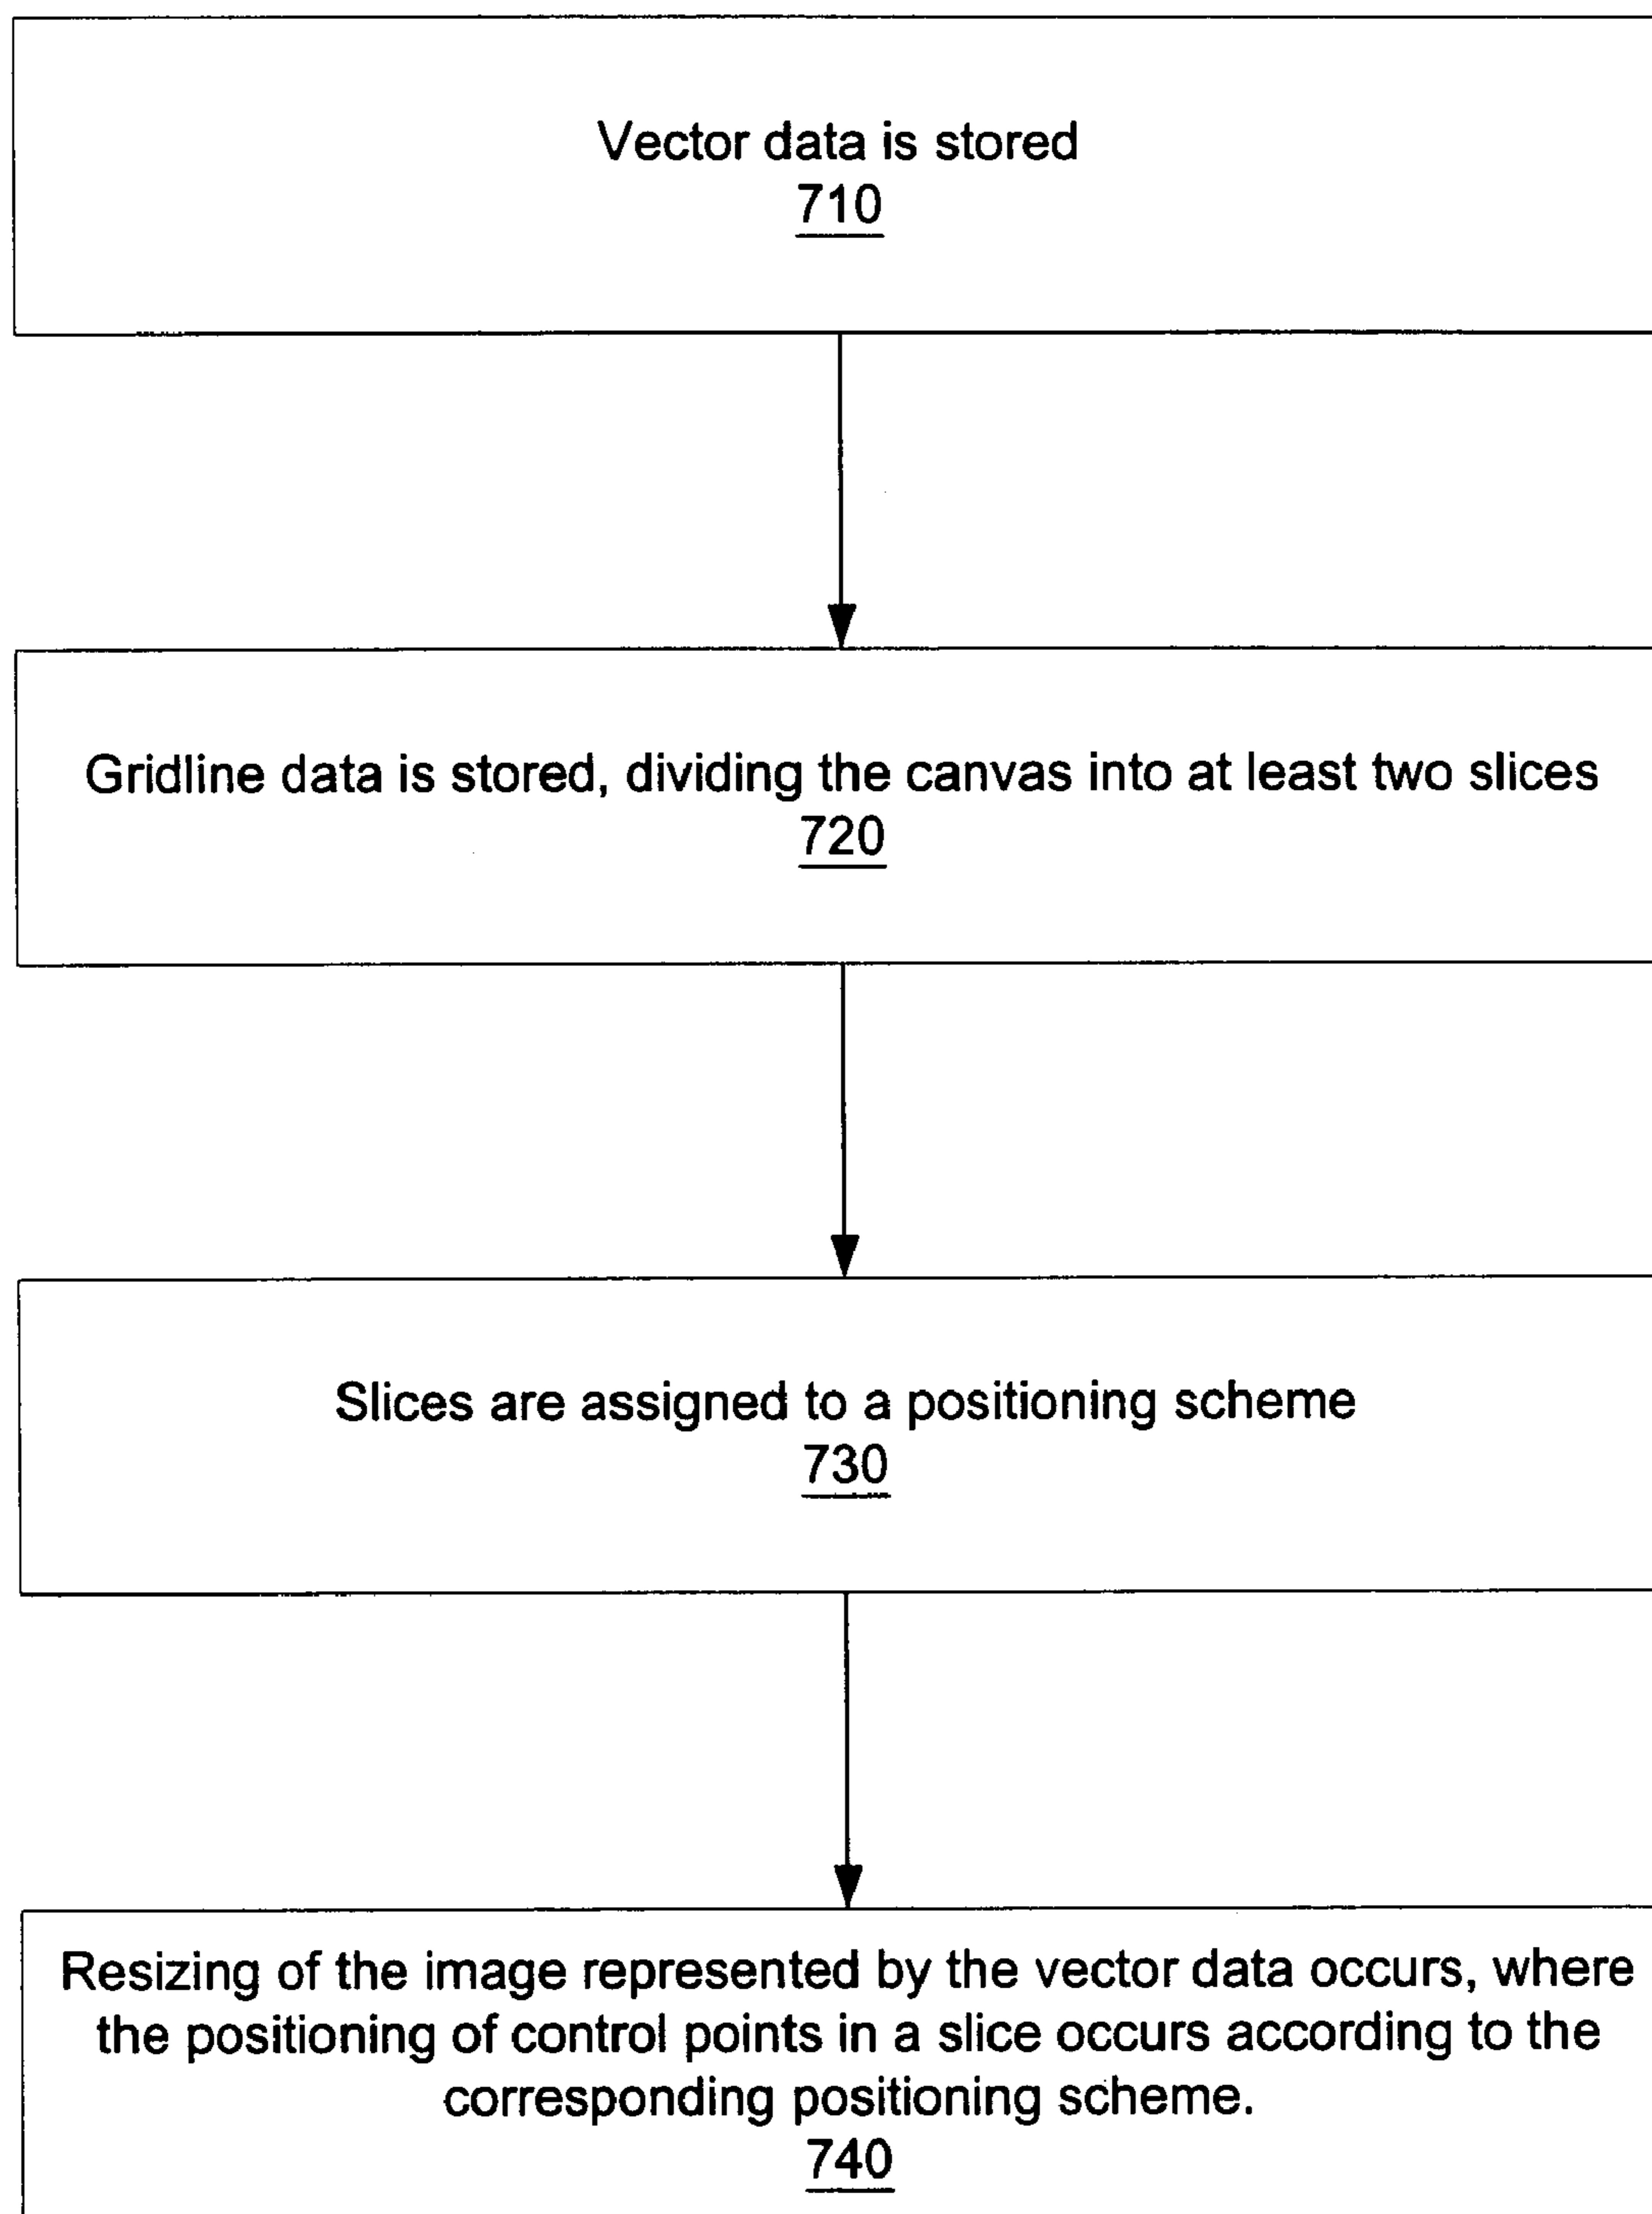 Vector data is stored
710
Gridline data is stored, dividing the canvas into at least two slices
720
Slices are assigned to a positioning scheme
730
Resizing of the image represented by the vector data occurs, where
the positioning of control points in a slice occurs according to the
corresponding positioning scheme.
740